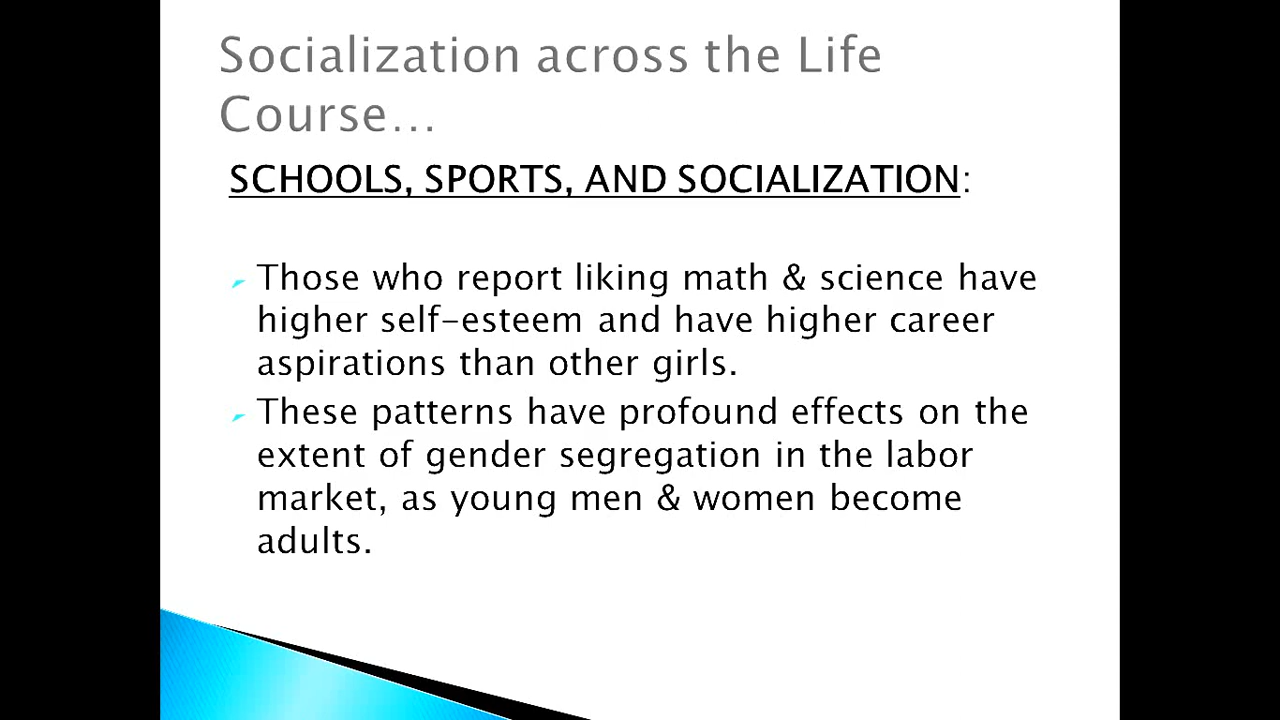 Socialization across the Life
Course…
SCHOOLS, SPORTS, AND SOCIALIZATION:
Those who report liking math & science have
higher self-esteem and have higher career
aspirations than other girls.
These patterns have profound effects on the
extent of gender segregation in the labor
market, as young men & women become
adults.